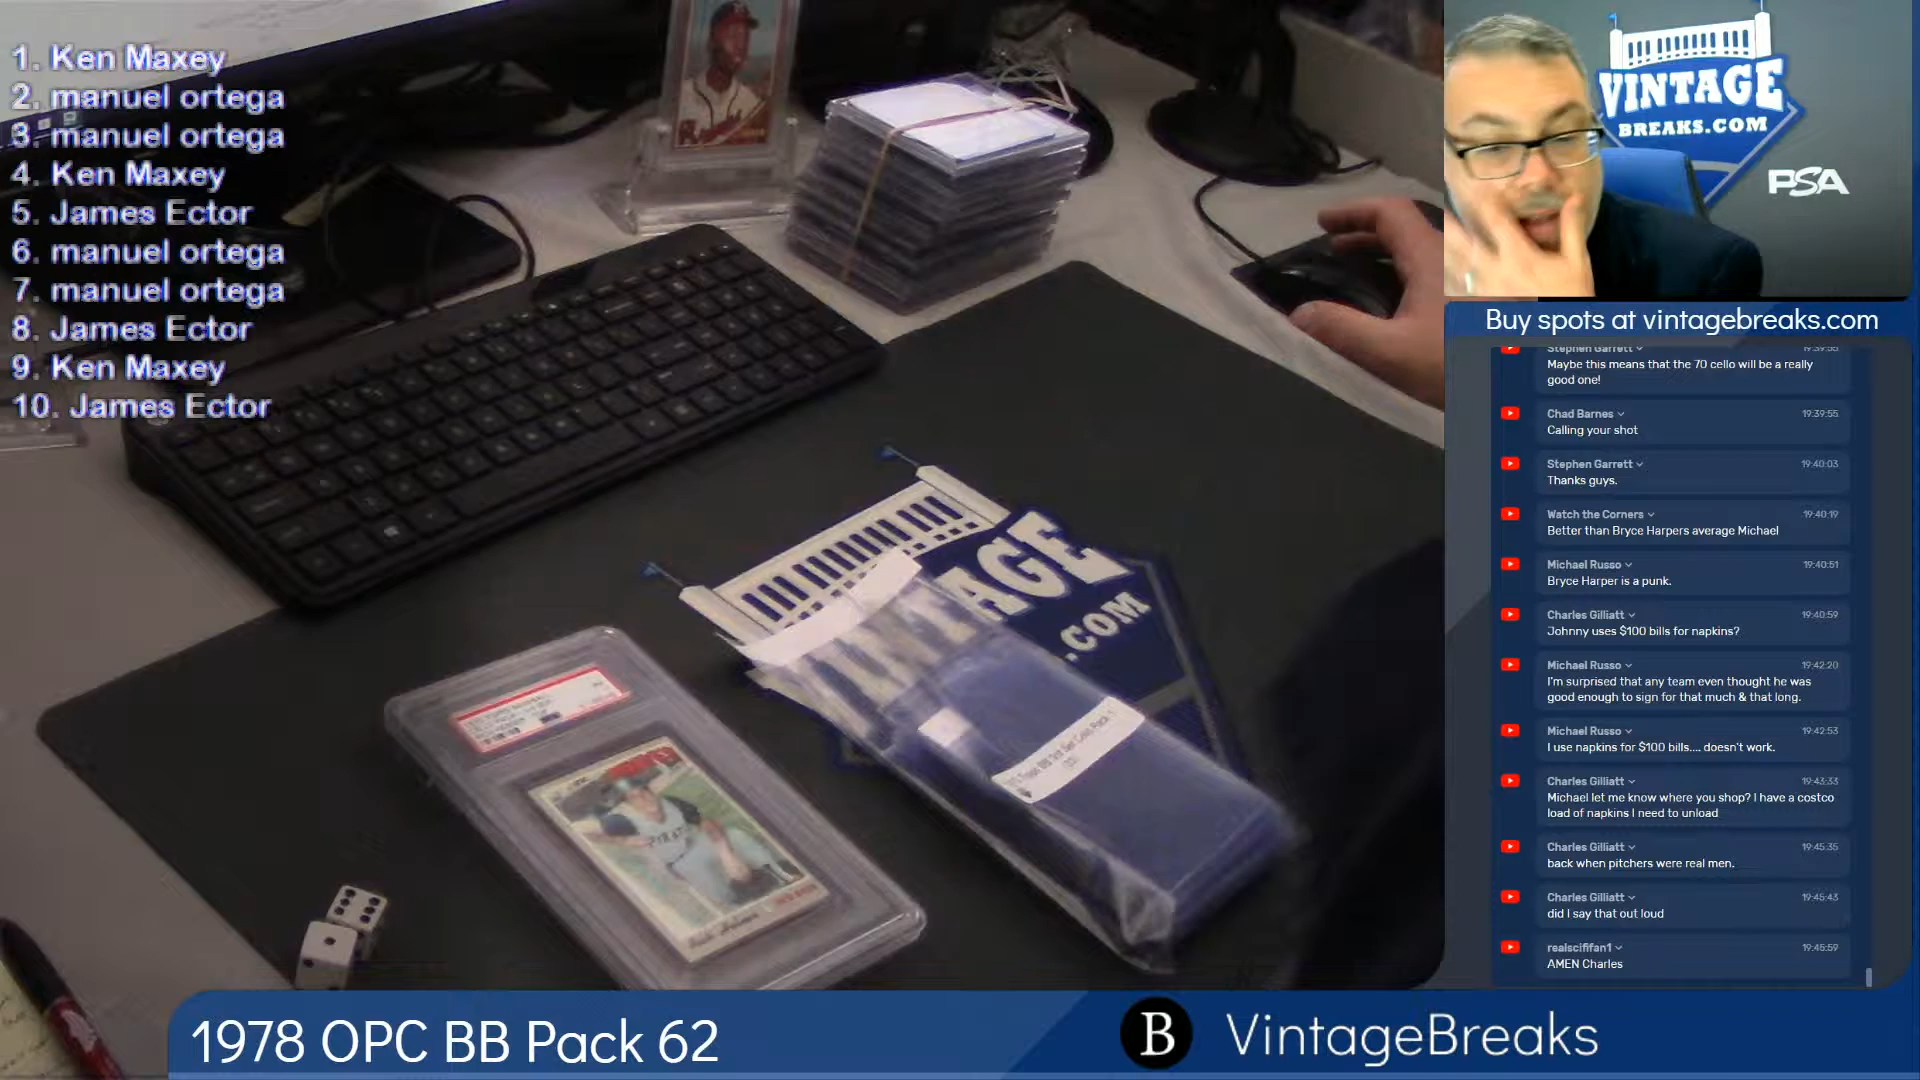 1. Ken Maxey
2. manuel ortega
3. manuel ortega
4. Ken Maxey
5. James Ector
6. manuel ortega
7. manuel ortega
8. James Ector
9. Ken Maxey
10. James Ector
VINTAGE
BREAKS.COM
PSA
Buy spots at vintagebreaks.com
Stephen Garrett
Maybe this means that the 70 cello will be a really
good one!
Chad Barnes 19:39:55
Calling your shot
Stephen Garrett 19:40:03
Thanks guys.
Watch the Corners 19:40:19
Better than Bryce Harpers average Michael
Michael Russo 19:40:51
Bryce Harper is a punk.
Charles Gilliatt 19:40:59
Johnny uses $100 bills for napkins?
Michael Russo 19:42:20
I'm surprised that any team even thought he was
good enough to sign for that much & that long.
Michael Russo 19:42:53
I use napkins for $100 bills.... doesn't work.
Charles Gilliatt 19:43:33
Michael let me know where you shop? I have a costco
load of napkins I need to unload
Charles Gilliatt 19:45:35
back when pitchers were real men.
Charles Gilliatt 19:45:43
did I say that out loud
realscififan1 19:45:59
AMEN Charles
AGE
.COM
PIRATES
1978 OPC BB Pack 62
B VintageBreaks